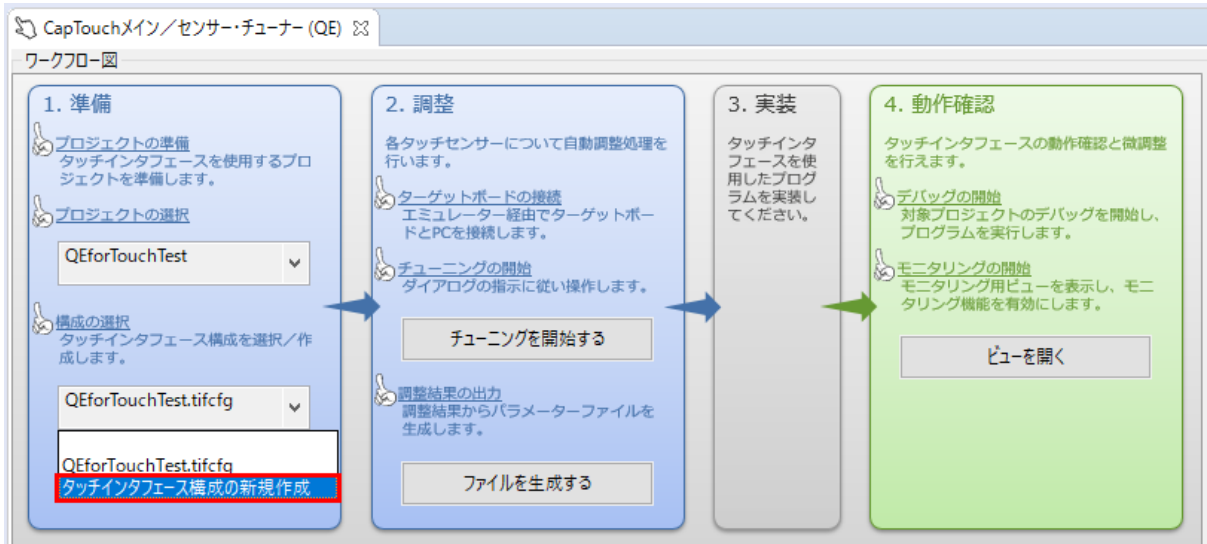 CapTouchメイン／センサー・チューナー (QE)
ワークフロー図
1. 準備
プロジェクトの準備
タッチインタフェースを使用するプロ
ジェクトを準備します。
プロジェクトの選択
QEforTouchTest
構成の選択
タッチインタフェース構成を選択／作
成します。
QEforTouchTest.tifcfg
QEforTouchTest.tifcfg
タッチインタフェース構成の新規作成
2. 調整
各タッチセンサーについて自動調整処理を
行います。
ターゲットボードの接続
エミュレーター経由でターゲットボー
ドとPCを接続します。
チューニングの開始
ダイアログの指示に従い操作します。
チューニングを開始する
調整結果の出力
調整結果からパラメーターファイルを
生成します。
ファイルを生成する
3. 実装
タッチインタ
フェースを使
用したプログ
ラムを実装し
てください。
4. 動作確認
タッチインタフェースの動作確認と微調整
を行えます。
デバッグの開始
対象プロジェクトのデバッグを開始し、
プログラムを実行します。
モニタリングの開始
モニタリング用ビューを表示し、モニ
タリング機能を有効にします。
ビューを開く